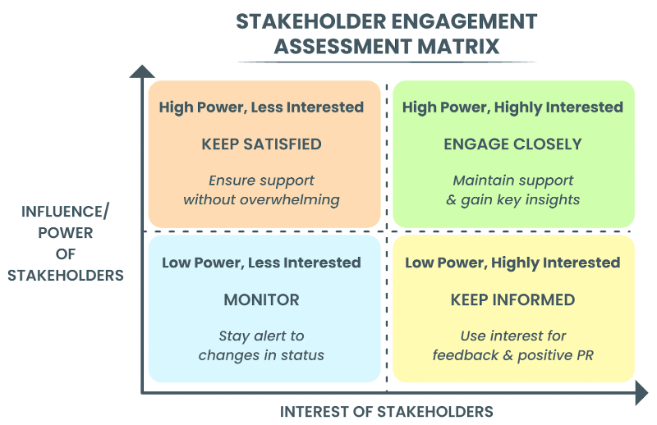 STAKEHOLDER ENGAGEMENT
ASSESSMENT MATRIX
High Power, Less Interested
KEEP SATISFIED
Ensure support
without overwhelming
High Power, Highly Interested
ENGAGE CLOSELY
Maintain support
& gain key insights
INFLUENCE/
POWER
OF
STAKEHOLDERS
Low Power, Less Interested
MONITOR
Stay alert to
changes in status
Low Power, Highly Interested
KEEP INFORMED
Use interest for
feedback & positive PR
INTEREST OF STAKEHOLDERS